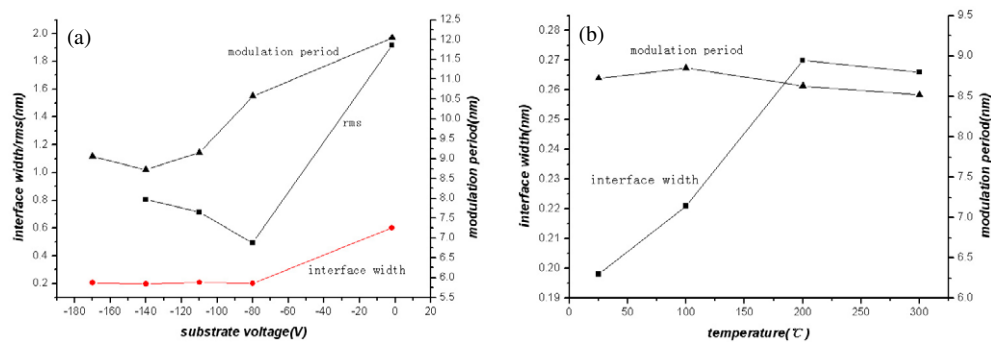 (a)
modulation period
rms
interface width
interface width/rms(nm)
2.0
1.8
1.6
1.4
1.2
1.0
0.8
0.6
0.4
0.2
12.5
12.0
11.5
11.0
10.5
10.0
9.5
9.0
8.5
8.0
7.5
7.0
6.5
6.0
5.5
modulation period(nm)
-180 -160 -140 -120 -100 -80 -60 -40 -20 0 20
substrate voltage(V)
(b)
modulation period
interface width
interface width(nm)
0.28
0.27
0.26
0.25
0.24
0.23
0.22
0.21
0.20
0.19
9.5
9.0
8.5
8.0
7.5
7.0
6.5
6.0
modulation period(nm)
0 50 100 150 200 250 300
temperature(℃)